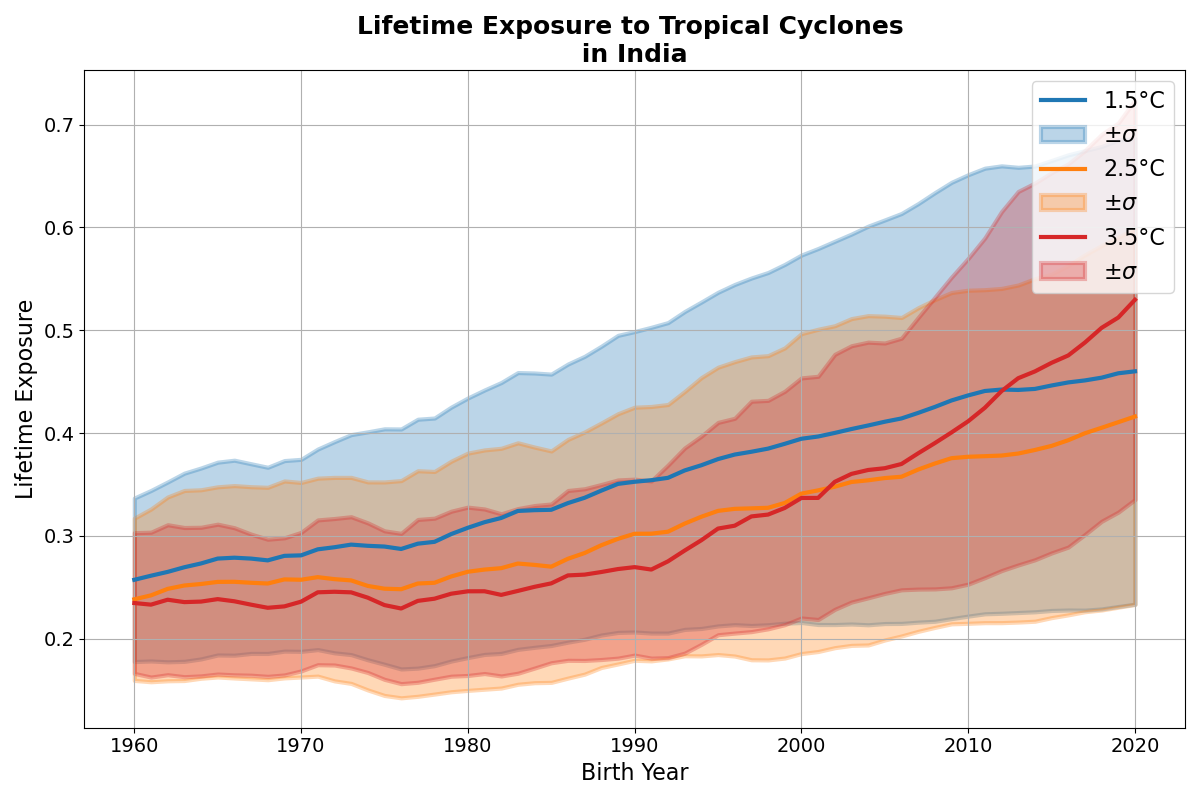 Lifetime Exposure to Tropical Cyclones
in India
1.5°C
±σ
2.5°C
±σ
3.5°C
±σ
Lifetime Exposure
0.7
0.6
0.5
0.4
0.3
0.2
1960 1970 1980 1990 2000 2010 2020
Birth Year